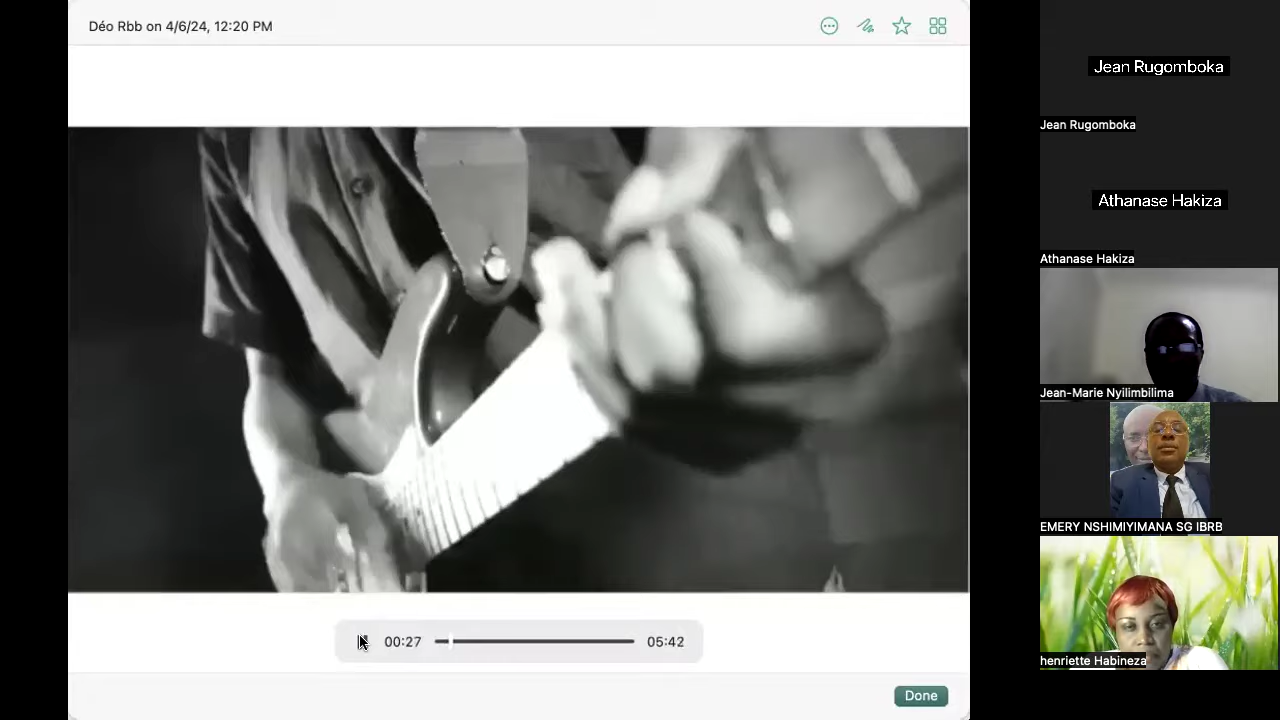 Déo Rbb on 4/6/24, 12:20 PM
00:27
05:42
Done
Jean Rugomboka
Jean Rugomboka
Athanase Hakiza
Athanase Hakiza
Jean-Marie Nyilimbilima
EMERY NSHIMIYIMANA SG IBRB
henriette Habineza